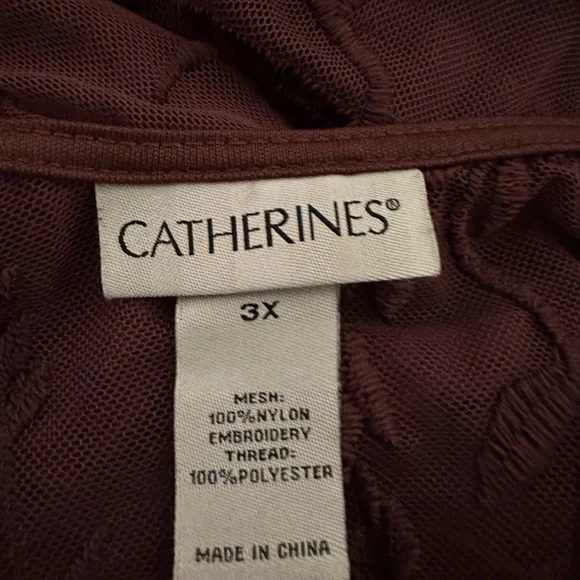 CATHERINES®
3X
MESH:
100%NYLON
EMBROIDERY
THREAD:
100%POLYESTER
MADE IN CHINA